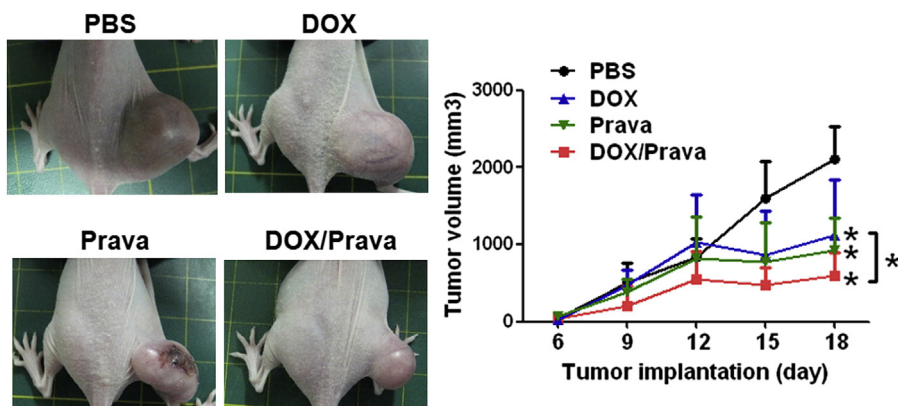 PBS
DOX
Prava
DOX/Prava
PBS
DOX
Prava
DOX/Prava
Tumor volume (mm3)
3000
2000
1000
0
*
*
*
*
6 9 12 15 18
Tumor implantation (day)